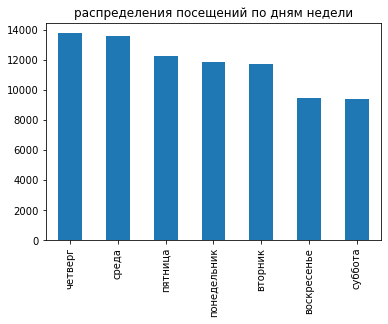 распределения посещений по дням недели
14000
12000
10000
8000
6000
4000
2000
0
четверг
среда
пятница
понедельник
вторник
воскресенье
суббота